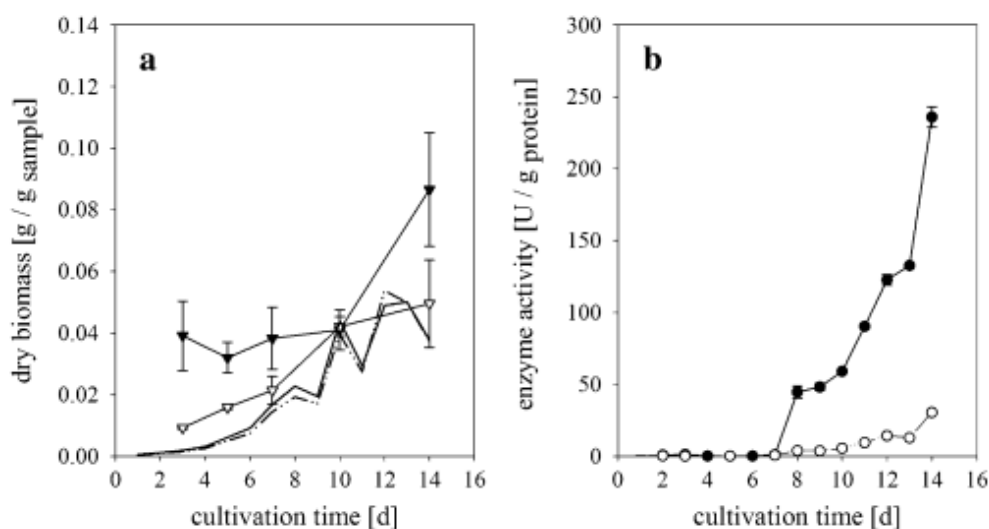 a
dry biomass [g / g sample]
0.14
0.12
0.10
0.08
0.06
0.04
0.02
0.00
0 2 4 6 8 10 12 14 16
cultivation time [d]
b
enzyme activity [U / g protein]
300
250
200
150
100
50
0
0 2 4 6 8 10 12 14 16
cultivation time [d]